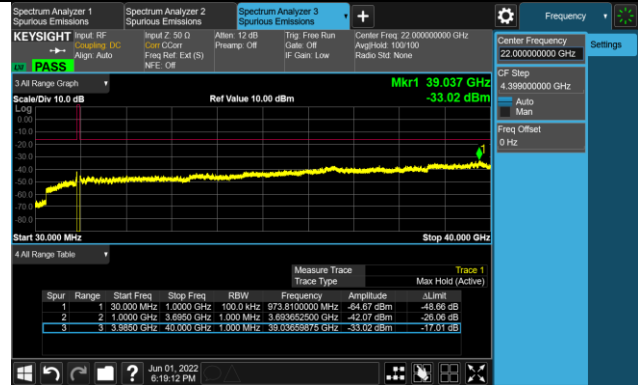 Spectrum Analyzer 1
Spurious Emissions
Spectrum Analyzer 2
Spurious Emissions
Spectrum Analyzer 3
Spurious Emissions
Frequency
KEYSIGHT
Input: RF
Coupling: DC
Align: Auto
Input Z: 50 Ω
Corr CCorr
Freq Ref: Ext (S)
NFE: Off
Atten: 12 dB
Preamp: Off
Trig: Free Run
Gate: Off
IF Gain: Low
Center Freq: 22.000000000 GHz
Avg|Hold: 100/100
Radio Std: None
PASS
Center Frequency
22.000000000 GHz
Settings
CF Step
4.399000000 GHz
Auto
Man
Freq Offset
0 Hz
3 All Range Graph
Mkr1 39.037 GHz
Scale/Div 10.0 dB
Ref Value 10.00 dBm
-33.02 dBm
Log
0.00
-10.0
-20.0
-30.0
-40.0
-50.0
-60.0
-70.0
-80.0
1
Start 30.000 MHz
Stop 40.000 GHz
4 All Range Table
Measure Trace Trace 1
Trace Type Max Hold (Active)
Spur Range Start Freq Stop Freq RBW Frequency Amplitude ΔLimit
1 1 30.000 MHz 1.0000 GHz 100.0 kHz 973.8100000 MHz -64.67 dBm -48.66 dB
2 2 1.0000 GHz 3.6950 GHz 1.000 MHz 3.693652500 GHz -42.07 dBm -26.06 dB
3 3 3.9850 GHz 40.000 GHz 1.000 MHz 39.03659875 GHz -33.02 dBm -17.01 dB
Jun 01, 2022
6:19:12 PM